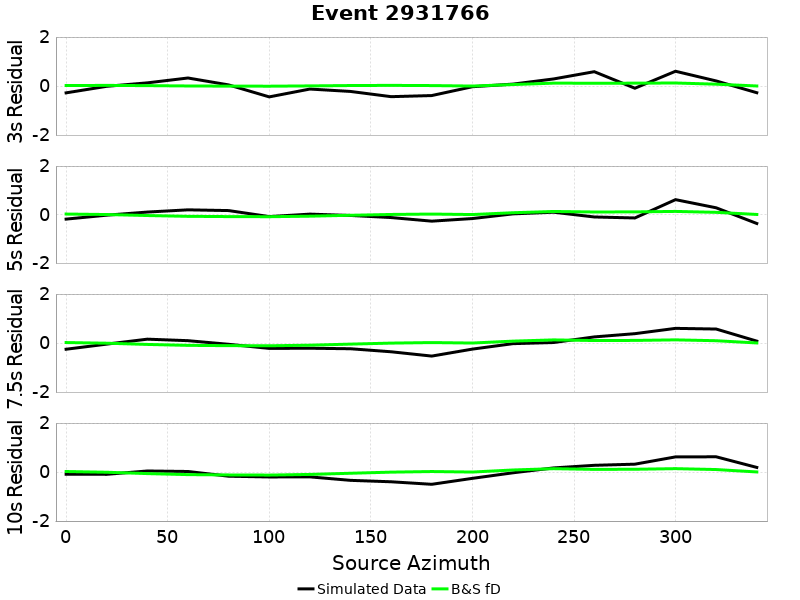 Event 2931766
3s Residual
2
0
-2
5s Residual
2
0
-2
7.5s Residual
2
0
-2
10s Residual
2
0
-2
0 50 100 150 200 250 300
Source Azimuth
Simulated Data B&S fD